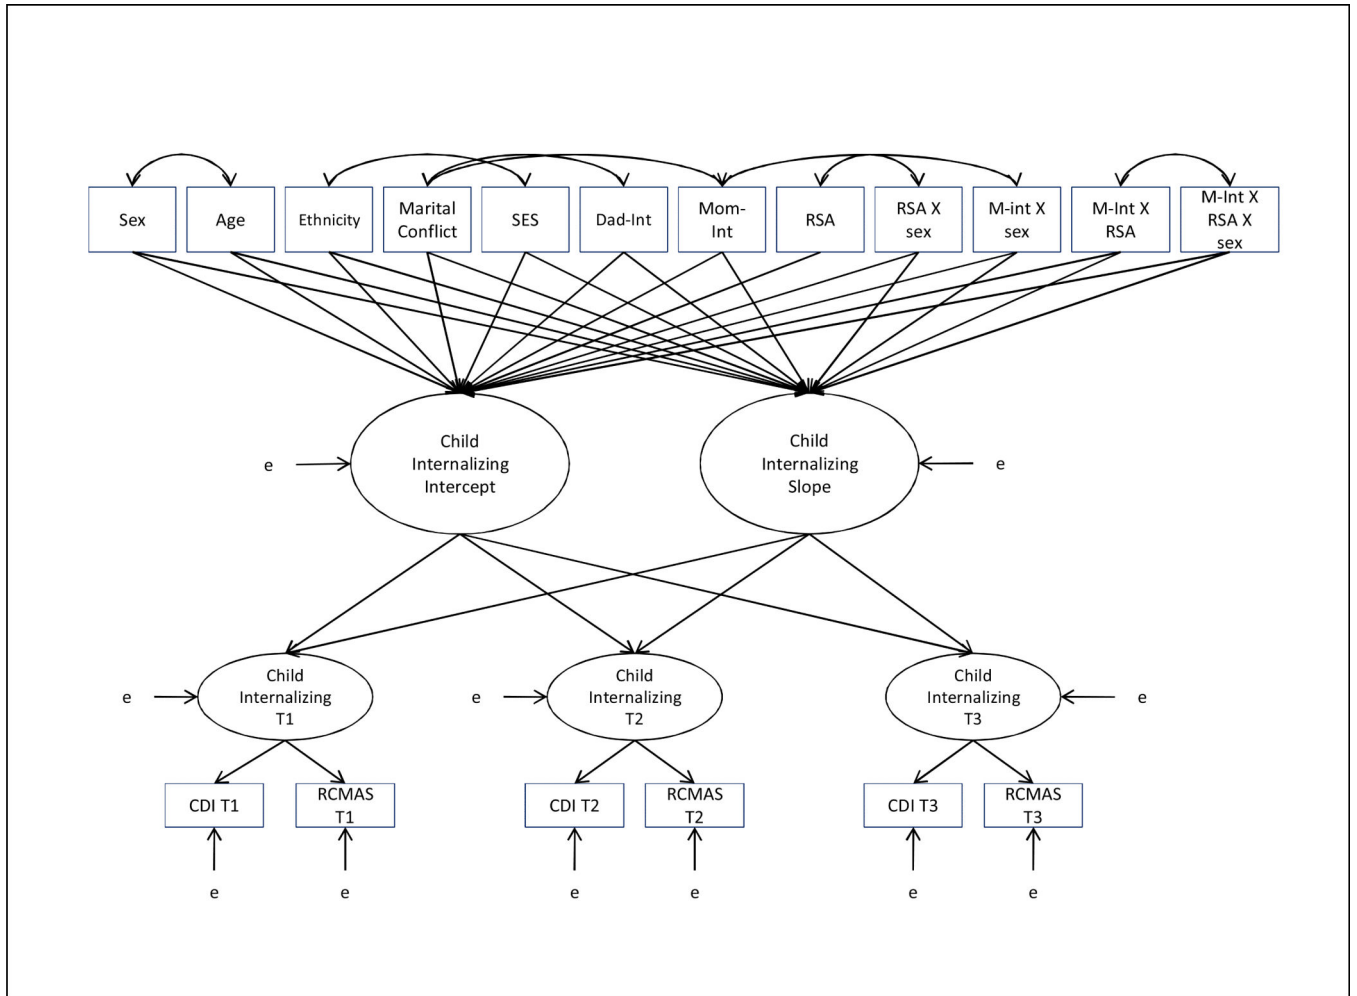 Sex
Age
Ethnicity
Marital
Conflict
SES
Dad-Int
Mom-
Int
RSA
RSA X
sex
M-int X
sex
M-Int X
RSA
M-Int X
RSA X
sex
e
Child
Internalizing
Intercept
Child
Internalizing
Slope
e
e
Child
Internalizing
T1
e
Child
Internalizing
T2
Child
Internalizing
T3
e
CDI T1
RCMAS
T1
CDI T2
RCMAS
T2
CDI T3
RCMAS
T3
e
e
e
e
e
e